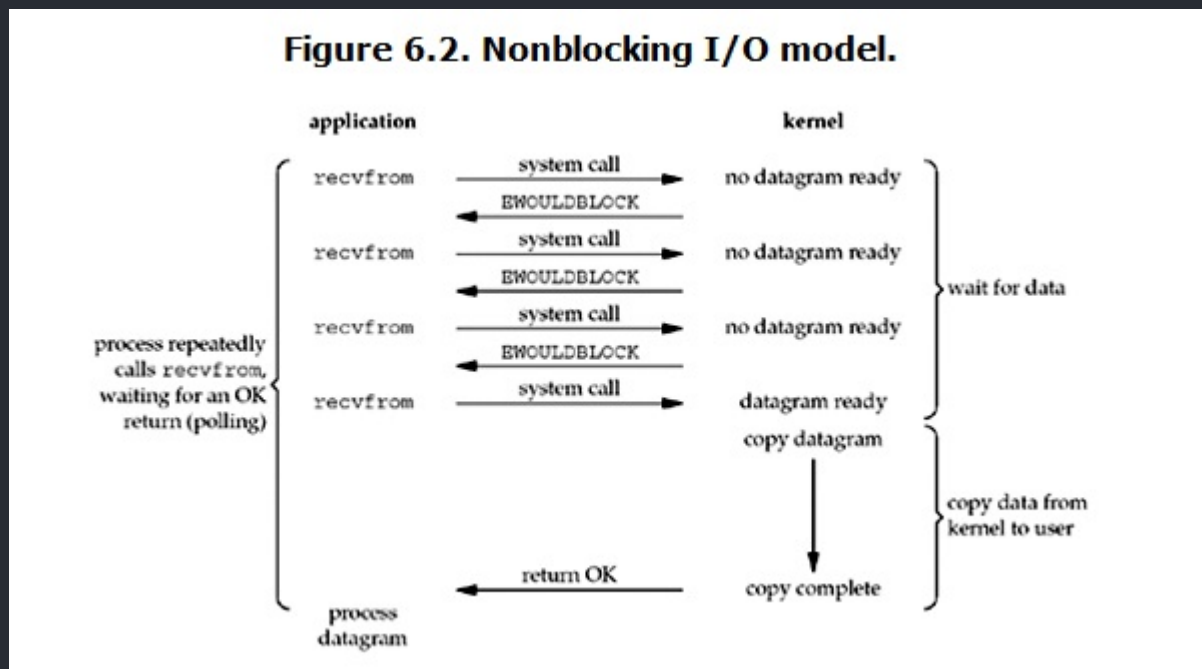 Figure 6.2. Nonblocking I/O model.
application
kernel
recvfrom
system call
no datagram ready
EWOULDBLOCK
recvfrom
system call
no datagram ready
EWOULDBLOCK
recvfrom
system call
no datagram ready
EWOULDBLOCK
recvfrom
system call
datagram ready
wait for data
process repeatedly
calls recvfrom,
waiting for an OK
return (polling)
copy datagram
copy data from
kernel to user
return OK
copy complete
process
datagram